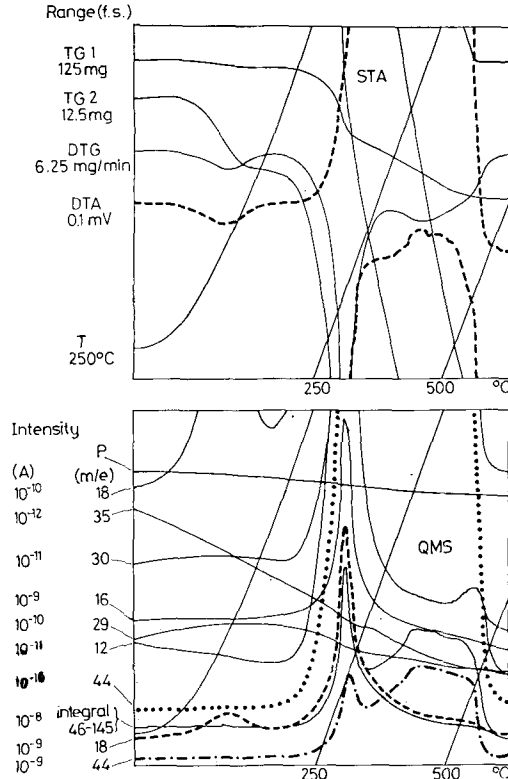 Range(f.s.)
TG 1
125 mg
STA
TG 2
12.5mg
DTG
6.25 mg/min
DTA
0.1 mV
T
250°C
250 500 °C
Intensity
P
(A) (m/e)
10⁻¹⁰ 18
10⁻¹² 35
QMS
10⁻¹¹ 30
10⁻⁹ 16
10⁻¹⁰ 29
10⁻¹¹ 12
44
10⁻⁸ integral
46-145
10⁻⁹ 18
10⁻⁹ 44
250 500 °C